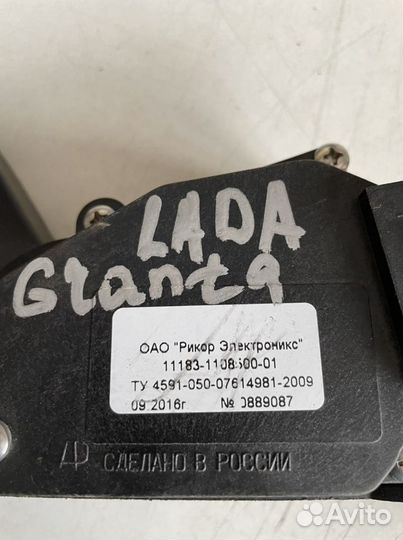 LADA
Granta
ОАО "Рикор Электроникс"
11183-1108500-01
ТУ 4591-050-07614981-2009
09 2016г № 0889087
СДЕЛАНО В РОССИИ
Avito